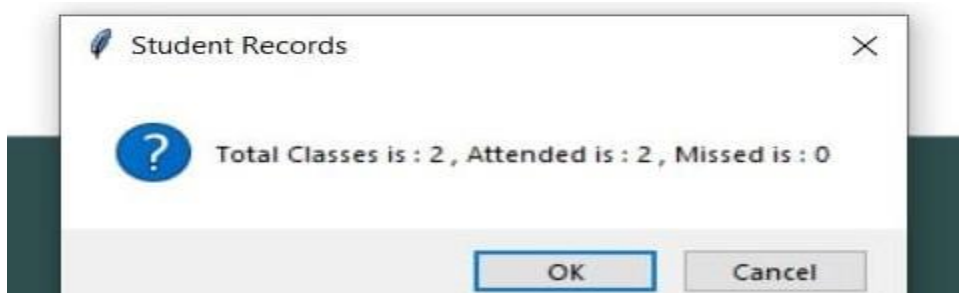 Student Records
Total Classes is : 2 , Attended is : 2 , Missed is : 0
OK
Cancel